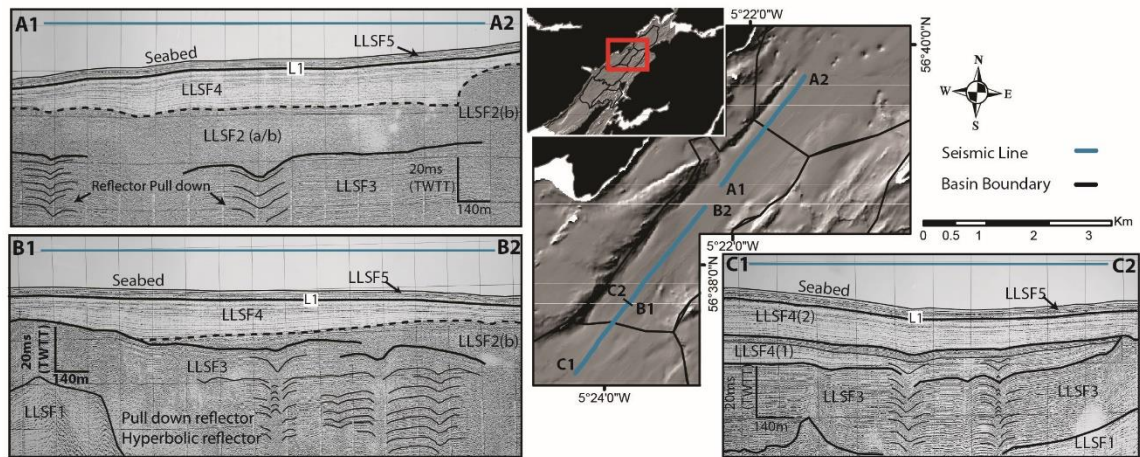 A1
A2
Seabed
LLSF5
L1
LLSF4
LLSF2(b)
LLSF2 (a/b)
Reflector Pull down
LLSF3
20ms
(TWTT)
140m
B1
B2
Seabed
LLSF5
L1
LLSF4
LLSF2(b)
20ms
(TWTT)
140m
LLSF3
LLSF1
Pull down reflector
Hyperbolic reflector
5°22'0"W
56°40'0"N
A2
A1
B2
5°22'0"W
56°38'0"N
C2
B1
C1
5°24'0"W
N
W
E
S
Seismic Line
Basin Boundary
Km
0 0.5 1 2 3
C1
C2
Seabed
LLSF5
LLSF4(2)
L1
LLSF4(1)
20ms
(TWTT)
140m
LLSF3
LLSF3
LLSF1